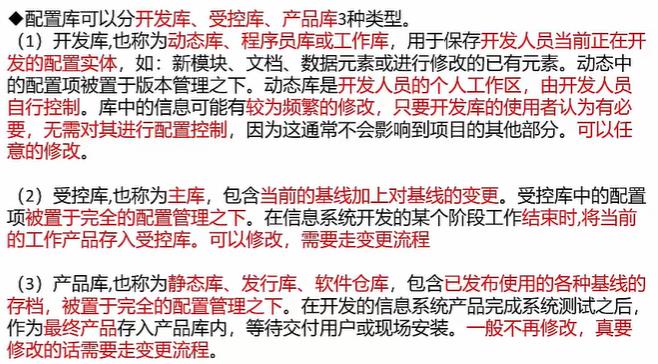 ◆配置库可以分开发库、受控库、产品库3种类型。
（1）开发库,也称为动态库、程序员库或工作库，用于保存开发人员当前正在开
发的配置实体，如：新模块、文档、数据元素或进行修改的已有元素。动态中
的配置项被置于版本管理之下。动态库是开发人员的个人工作区，由开发人员
自行控制。库中的信息可能有较为频繁的修改，只要开发库的使用者认为有必
要，无需对其进行配置控制，因为这通常不会影响到项目的其他部分。可以任
意的修改。
（2）受控库,也称为主库，包含当前的基线加上对基线的变更。受控库中的配置
项被置于完全的配置管理之下。在信息系统开发的某个阶段工作结束时,将当前
的工作产品存入受控库。可以修改，需要走变更流程
（3）产品库,也称为静态库、发行库、软件仓库，包含已发布使用的各种基线的
存档，被置于完全的配置管理之下。在开发的信息系统产品完成系统测试之后，
作为最终产品存入产品库内，等待交付用户或现场安装。一般不再修改，真要
修改的话需要走变更流程。